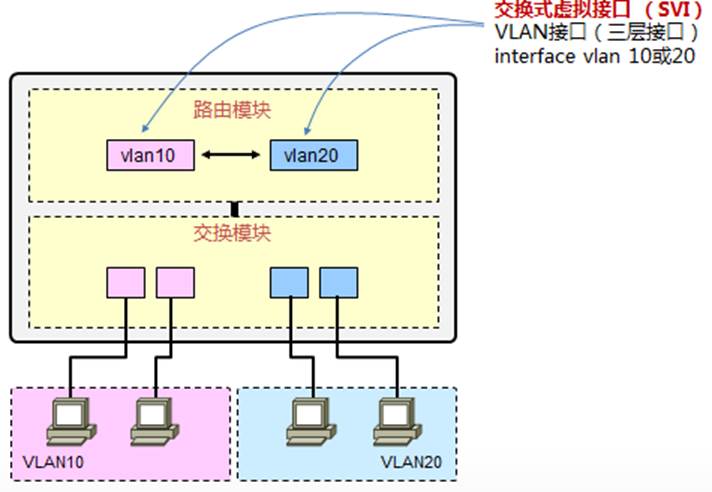 交换式虚拟接口 （SVI）
VLAN接口（三层接口）
interface vlan 10或20
路由模块
vlan10
vlan20
交换模块
VLAN10
VLAN20